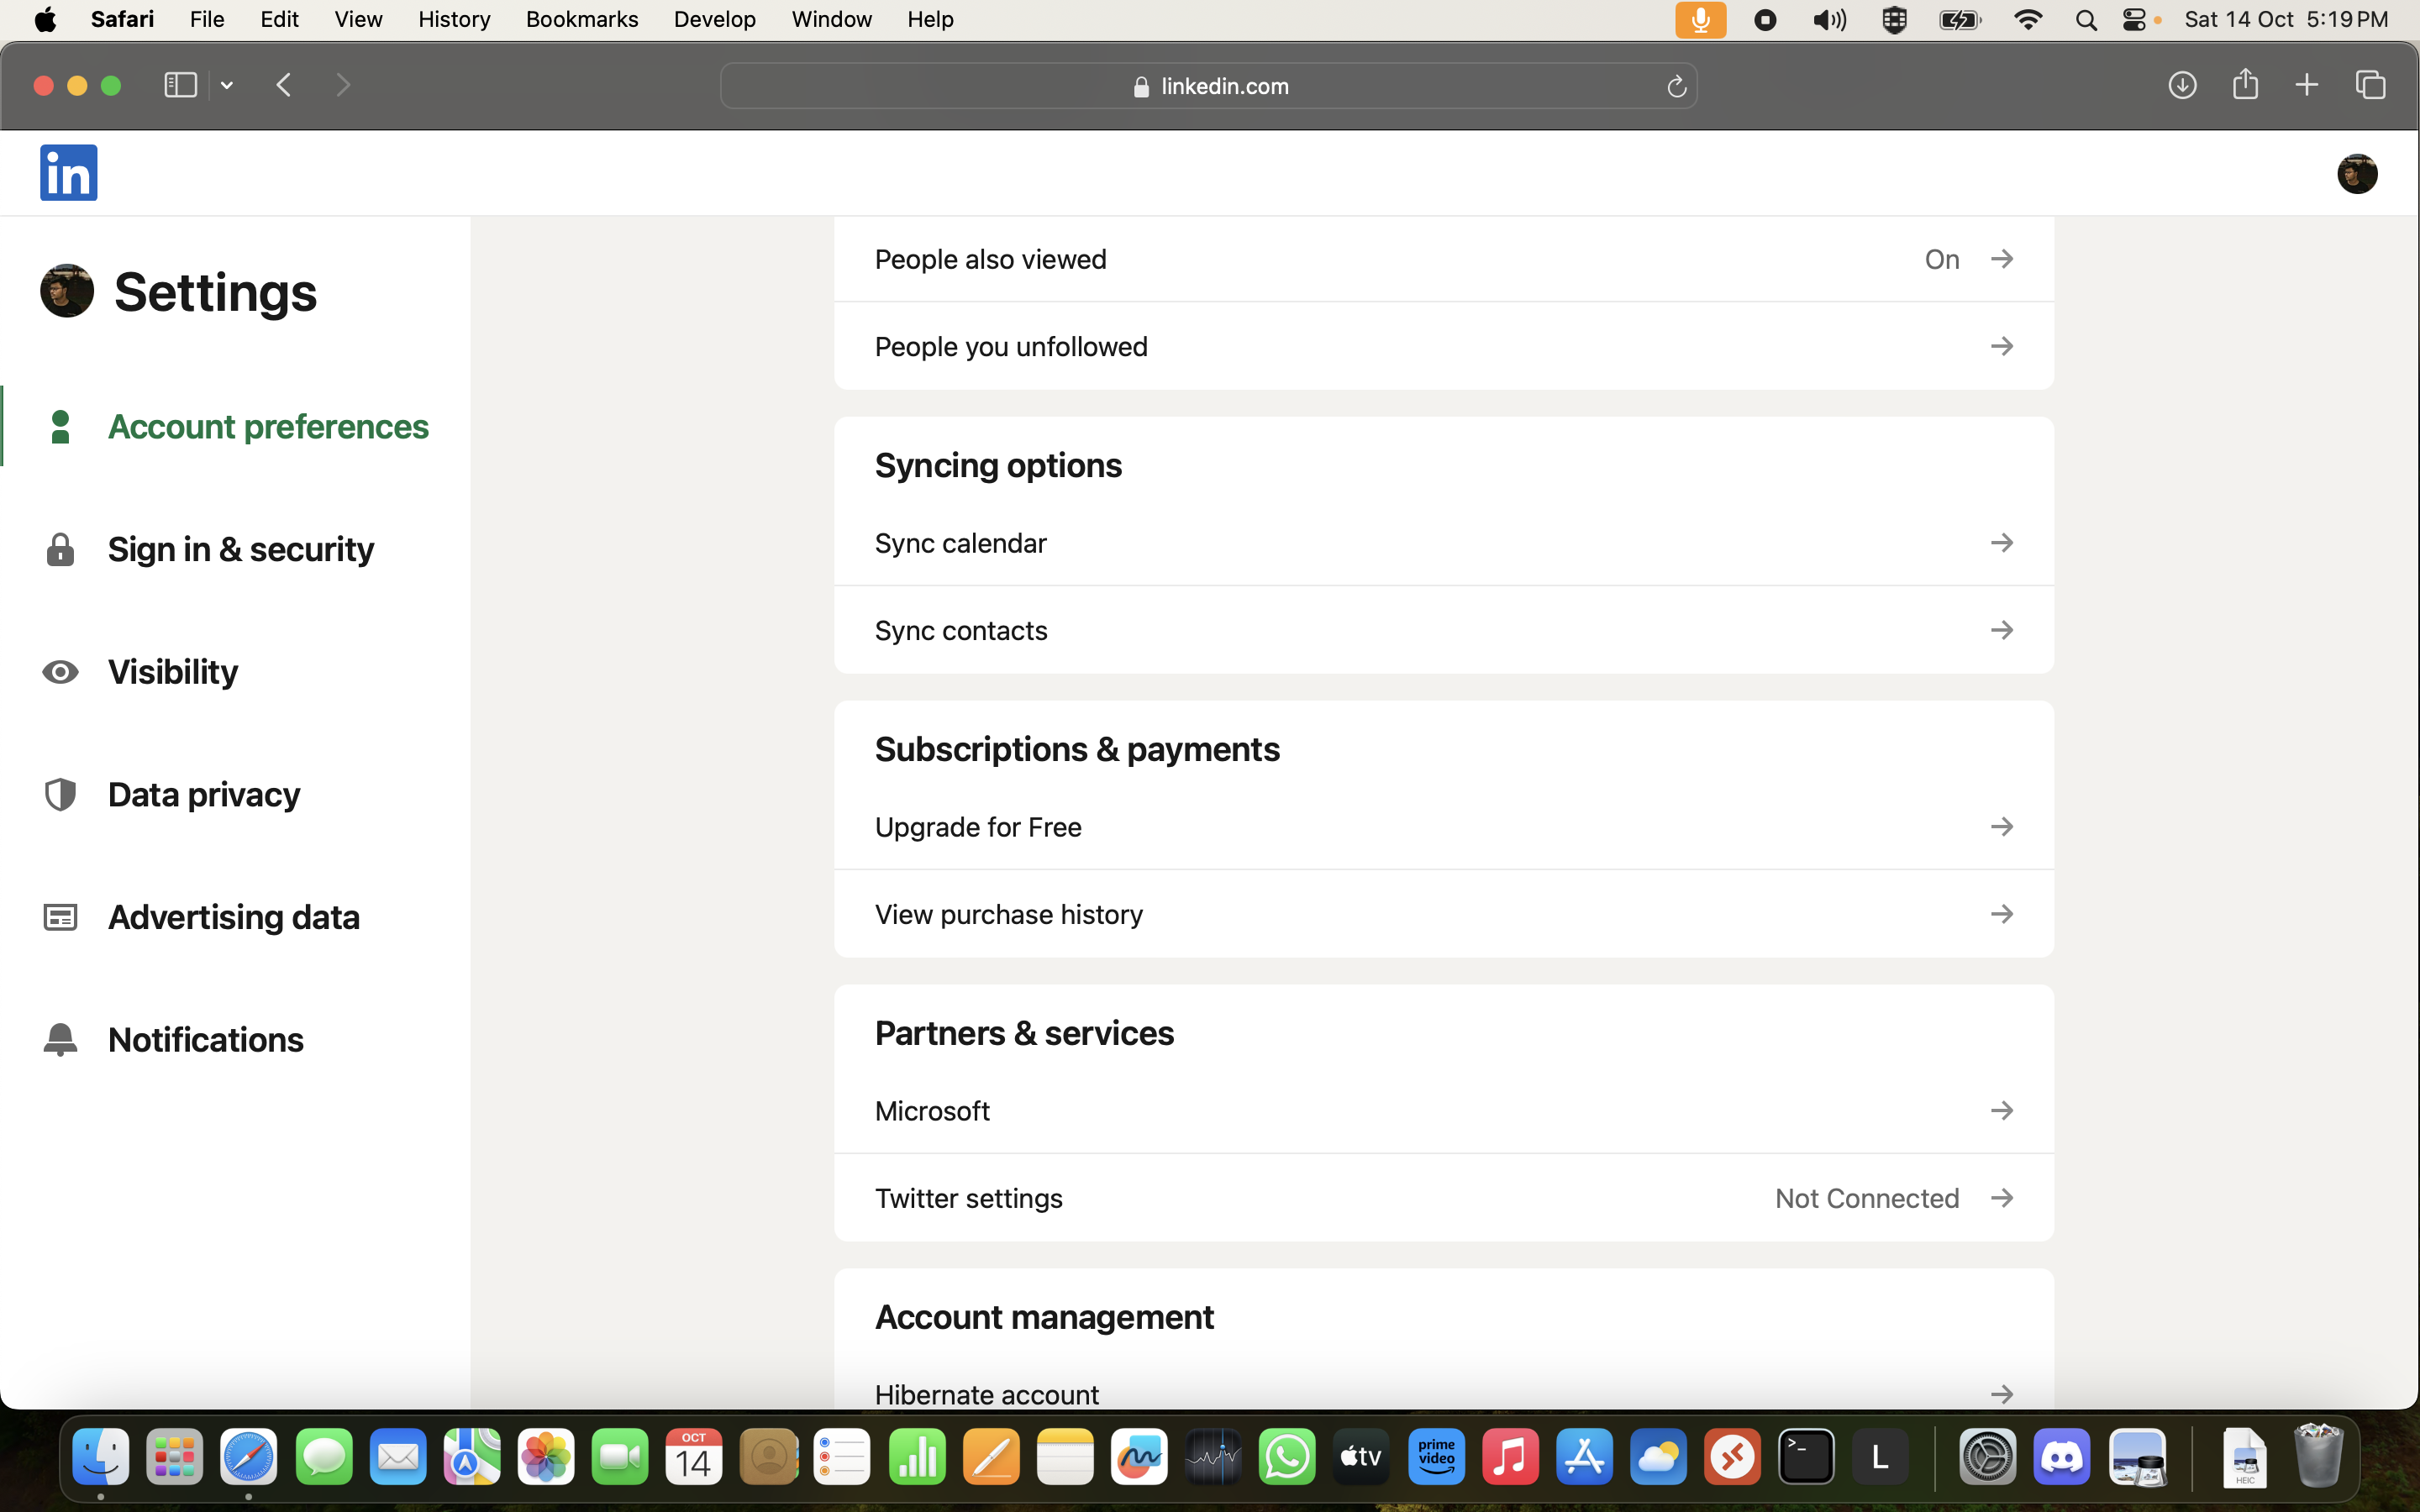 Safari File Edit View History Bookmarks Develop Window Help Sat 14 Oct 5:19 PM
linkedin.com
in
Settings
Account preferences
Sign in & security
Visibility
Data privacy
Advertising data
Notifications
People also viewed On
People you unfollowed
Syncing options
Sync calendar
Sync contacts
Subscriptions & payments
Upgrade for Free
View purchase history
Partners & services
Microsoft
Twitter settings Not Connected
Account management
Hibernate account
OCT
14
tv
prime
video
>_
L
HEIC